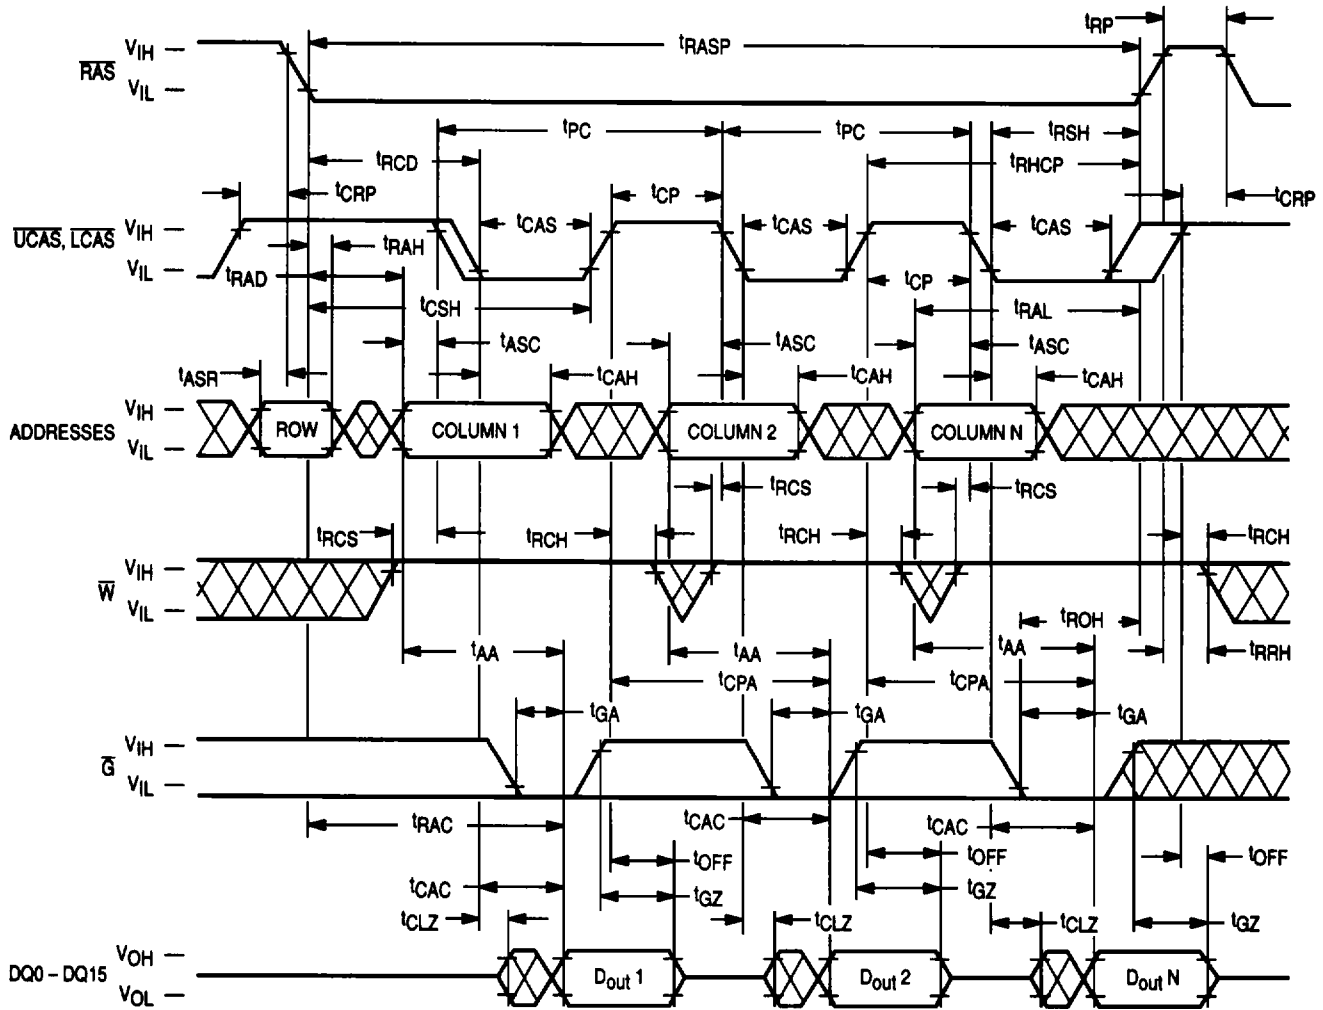 tRP
VIH
tRASP
RAS
VIL
tPC
tPC
tRSH
tRCD
tRHCP
tCRP
tCP
tCRP
VIH
tCAS
tCAS
tCAS
UCAS, LCAS
tRAH
VIL
tRAD
tCP
tCSH
tRAL
tASC
tASC
tASC
tASR
tCAH
tCAH
tCAH
VIH
ADDRESSES
ROW
COLUMN 1
COLUMN 2
COLUMN N
VIL
tRCS
tRCS
tRCS
tRCH
tRCH
tRCH
VIH
W
VIL
tROH
tAA
tAA
tAA
tRRH
tCPA
tCPA
tGA
tGA
tGA
VIH
G
VIL
tRAC
tCAC
tCAC
tOFF
tOFF
tOFF
tCAC
tGZ
tGZ
tCLZ
tCLZ
tCLZ
tGZ
VOH
DQ0 – DQ15
Dout 1
Dout 2
Dout N
VOL